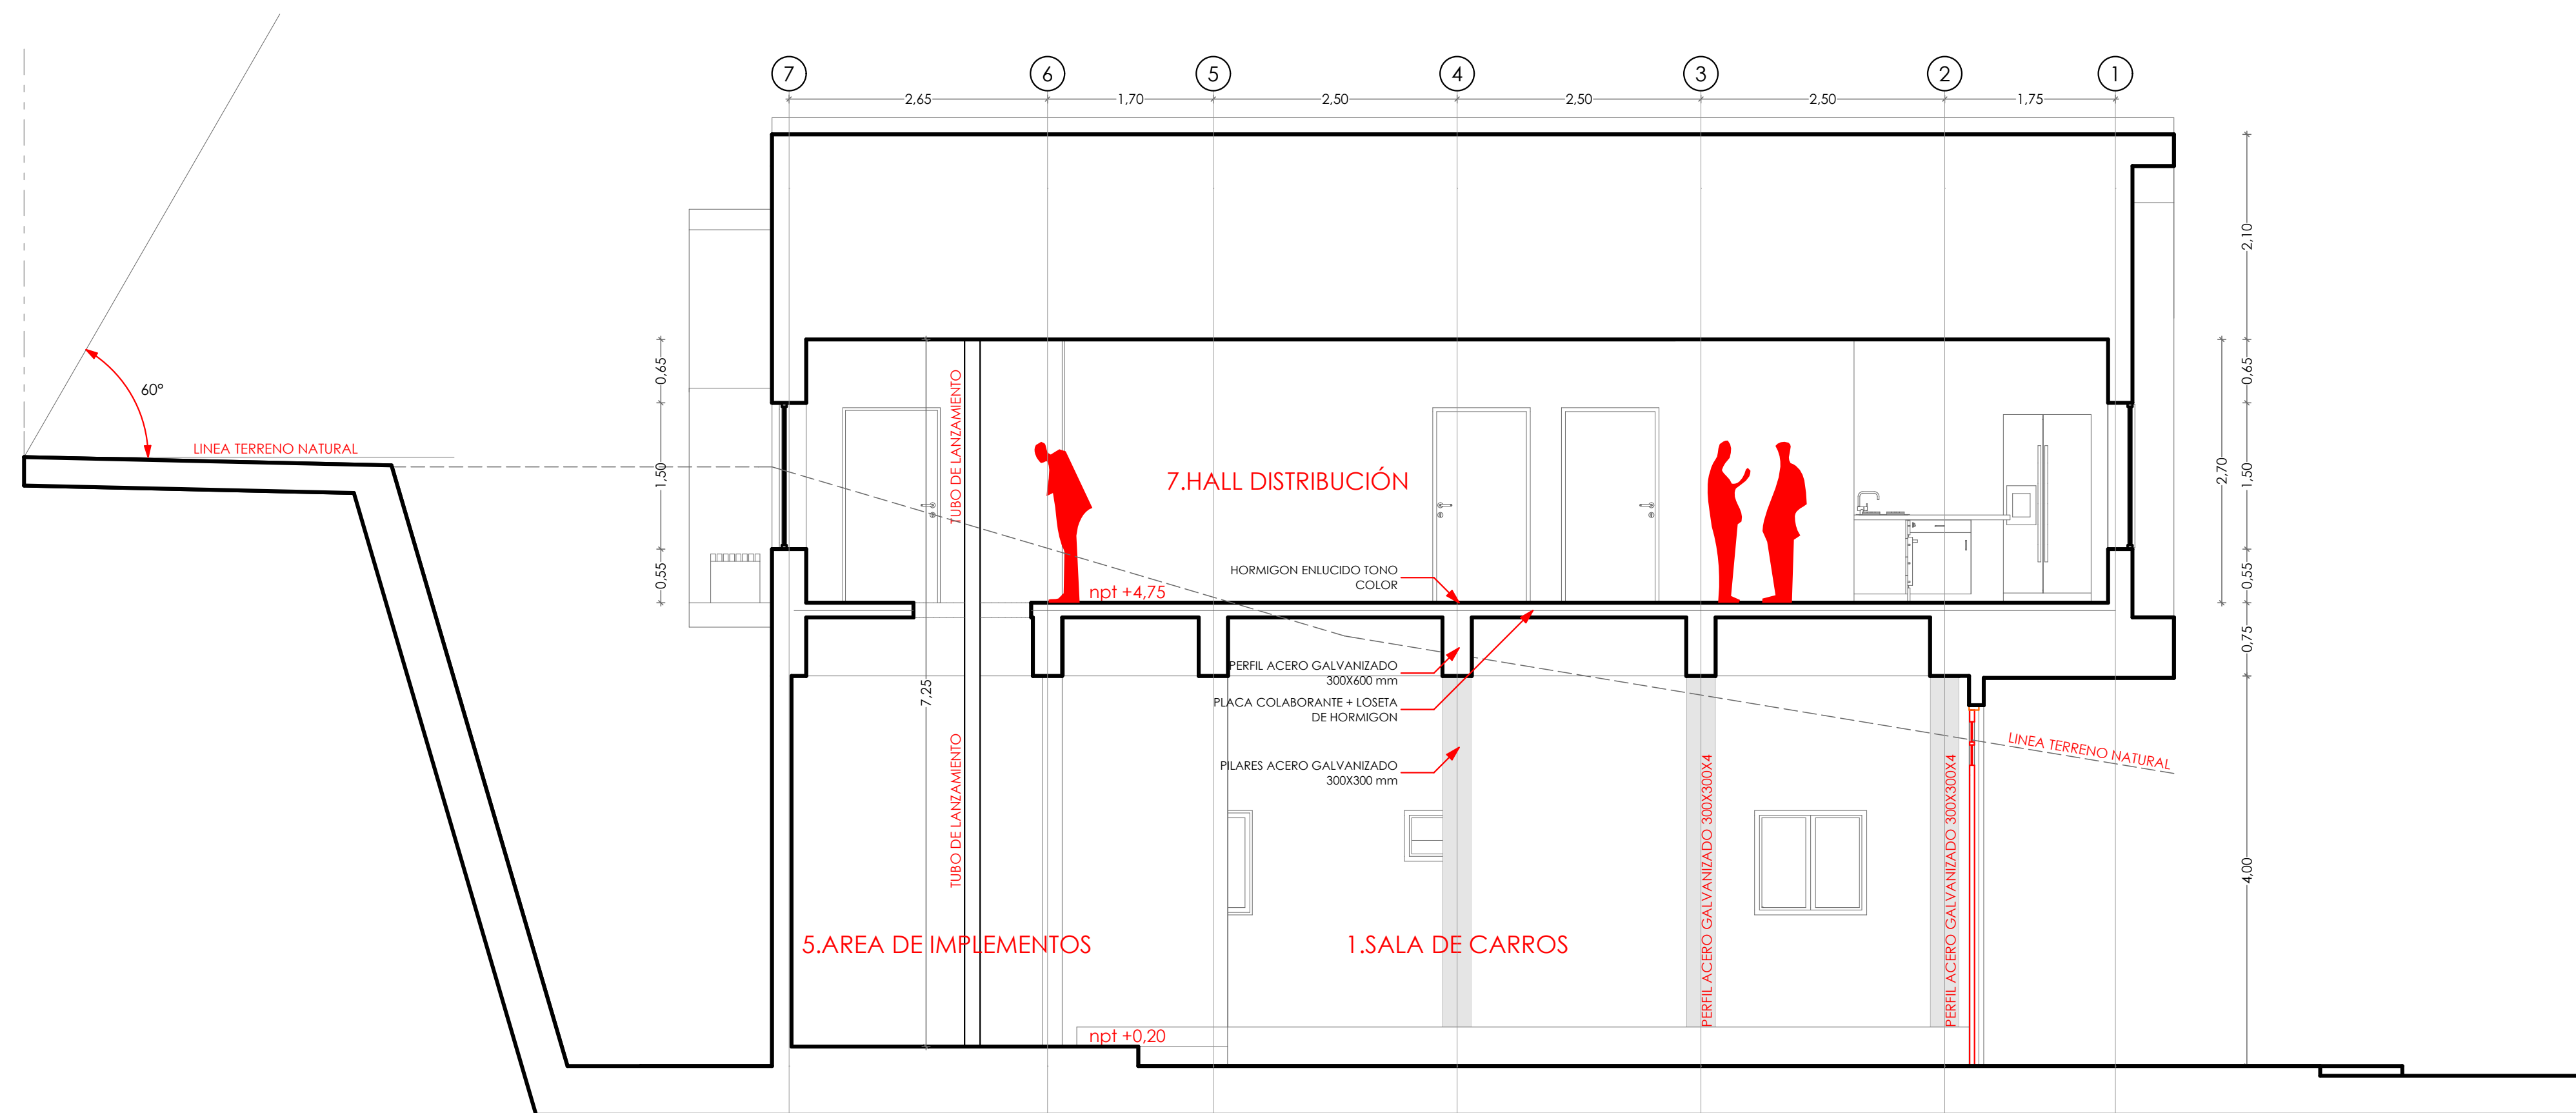 7
6
5
4
3
2
1
2,65
1,70
2,50
2,50
2,50
1,75
2,10
0,65
1,50
0,55
0,65
1,50
0,55
2,70
0,75
4,00
7,25
60°
LINEA TERRENO NATURAL
TUBO DE LANZAMIENTO
7.HALL DISTRIBUCIÓN
HORMIGON ENLUCIDO TONO
COLOR
npt +4,75
PERFIL ACERO GALVANIZADO
300X600 mm
PLACA COLABORANTE + LOSETA
DE HORMIGON
PILARES ACERO GALVANIZADO
300X300 mm
LINEA TERRENO NATURAL
TUBO DE LANZAMIENTO
PERFIL ACERO GALVANIZADO 300X300X4
PERFIL ACERO GALVANIZADO 300X300X4
5.AREA DE IMPLEMENTOS
1.SALA DE CARROS
npt +0,20